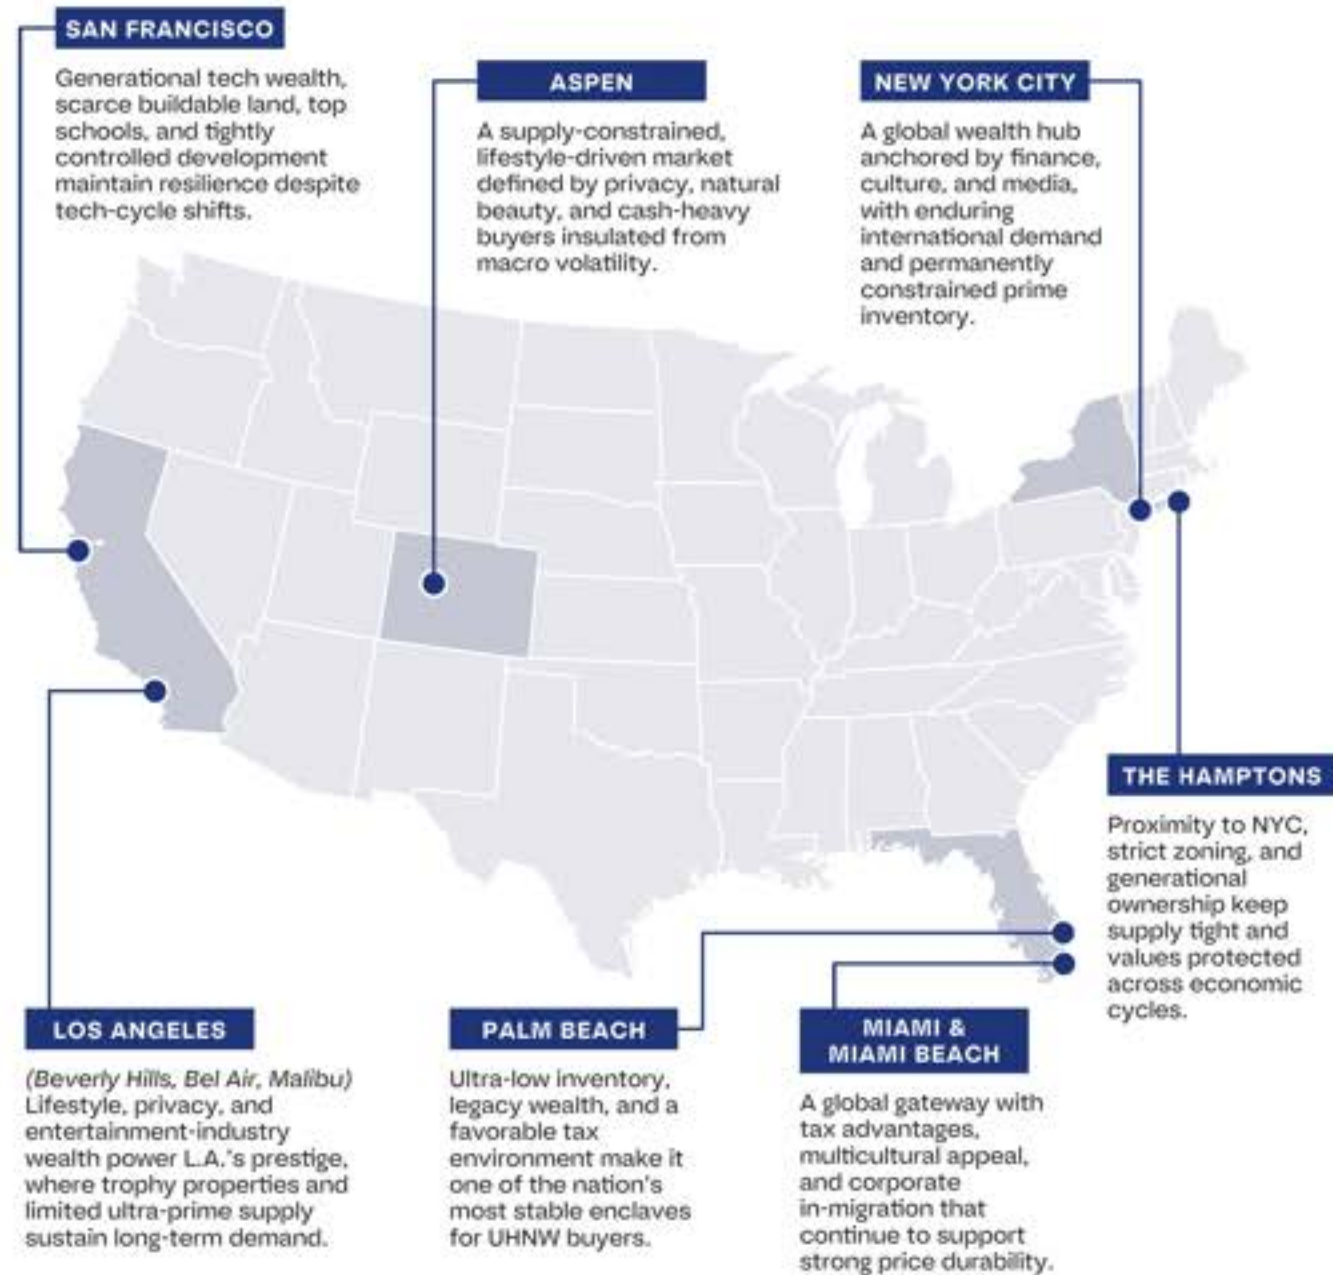 SAN FRANCISCO
Generational tech wealth,
scarce buildable land, top
schools, and tightly
controlled development
maintain resilience despite
tech-cycle shifts.
ASPEN
A supply-constrained,
lifestyle-driven market
defined by privacy, natural
beauty, and cash-heavy
buyers insulated from
macro volatility.
NEW YORK CITY
A global wealth hub
anchored by finance,
culture, and media,
with enduring
international demand
and permanently
constrained prime
inventory.
THE HAMPTONS
Proximity to NYC,
strict zoning, and
generational
ownership keep
supply tight and
values protected
across economic
cycles.
LOS ANGELES
(Beverly Hills, Bel Air, Malibu)
Lifestyle, privacy, and
entertainment-industry
wealth power L.A.'s prestige,
where trophy properties and
limited ultra-prime supply
sustain long-term demand.
PALM BEACH
Ultra-low inventory,
legacy wealth, and a
favorable tax
environment make it
one of the nation's
most stable enclaves
for UHNW buyers.
MIAMI &
MIAMI BEACH
A global gateway with
tax advantages,
multicultural appeal,
and corporate
in-migration that
continue to support
strong price durability.